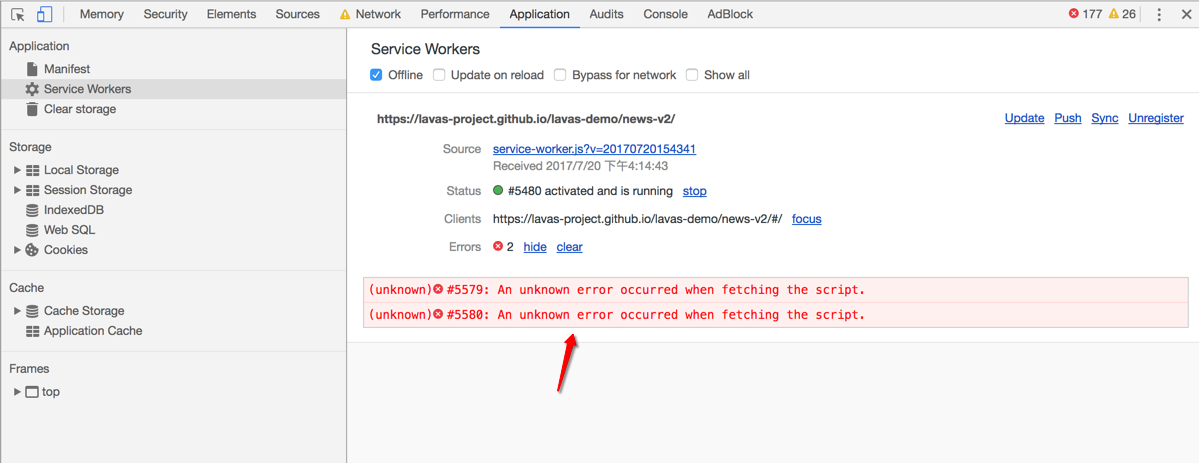 Memory Security Elements Sources Network Performance Application Audits Console AdBlock 177 26
Application
Manifest
Service Workers
Clear storage
Storage
Local Storage
Session Storage
IndexedDB
Web SQL
Cookies
Cache
Cache Storage
Application Cache
Frames
top
Service Workers
Offline Update on reload Bypass for network Show all
https://lavas-project.github.io/lavas-demo/news-v2/ Update Push Sync Unregister
Source service-worker.js?v=20170720154341
Received 2017/7/20 下午4:14:43
Status #5480 activated and is running stop
Clients https://lavas-project.github.io/lavas-demo/news-v2/#/ focus
Errors 2 hide clear
(unknown) #5579: An unknown error occurred when fetching the script.
(unknown) #5580: An unknown error occurred when fetching the script.